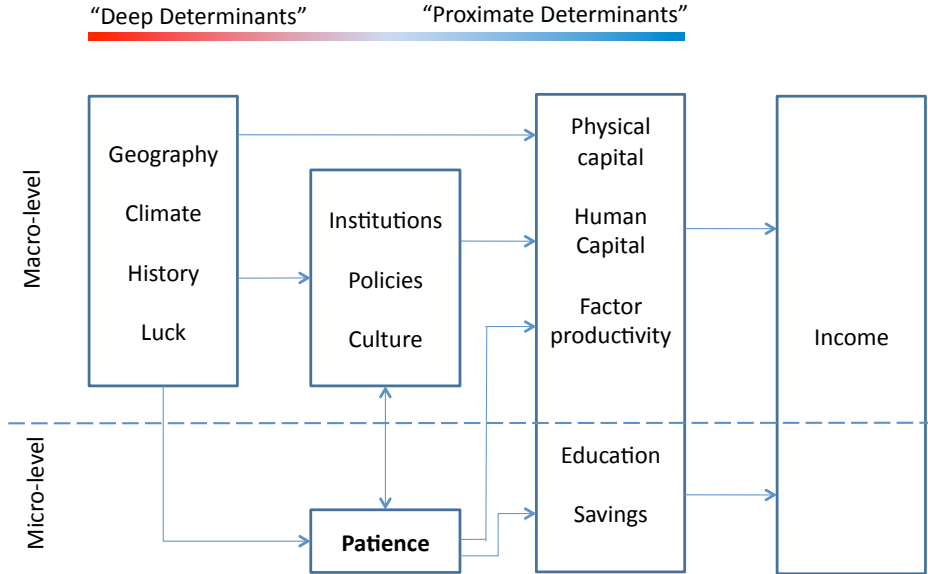 “Deep Determinants”
“Proximate Determinants”
Macro-level
Geography
Climate
History
Luck
Institutions
Policies
Culture
Physical
capital
Human
Capital
Factor
productivity
Income
Micro-level
Patience
Education
Savings